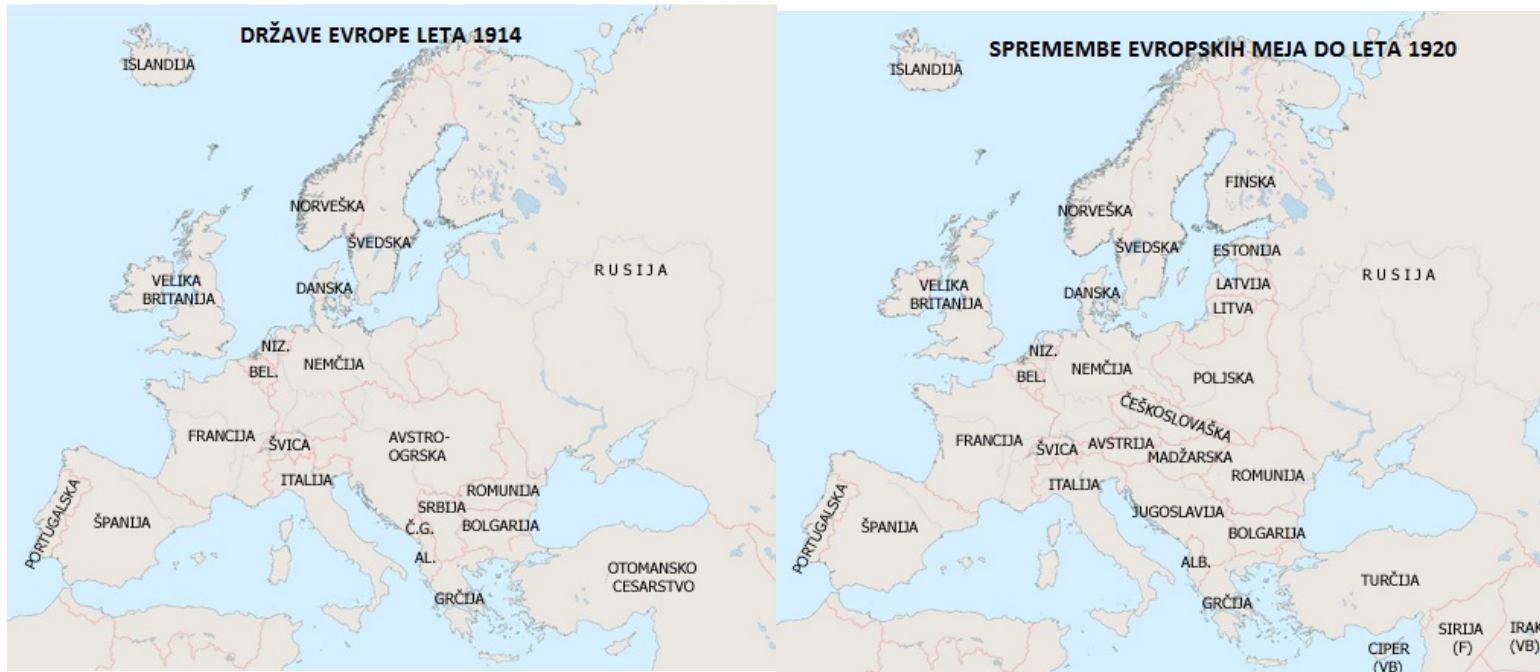 DRŽAVE EVROPE LETA 1914
ISLANDIJA
NORVEŠKA
ŠVEDSKA
RUSIJA
VELIKA
BRITANIJA
DANSKA
NIZ.
BEL.
NEMČIJA
FRANCIJA
ŠVICA
AVSTRO-
OGRSKA
ITALIJA
ROMUNIJA
SRBIJA
PORTUGALSKA
ŠPANIJA
Č.G.
BOLGARIJA
AL.
OTOMANSKO
CESARSTVO
GRČIJA
SPREMEMBE EVROPSKIH MEJA DO LETA 1920
ISLANDIJA
FINSKA
NORVEŠKA
ŠVEDSKA
ESTONIJA
RUSIJA
VELIKA
BRITANIJA
DANSKA
LATVIJA
LITVA
NIZ.
BEL.
NEMČIJA
POLJSKA
ČEŠKOSLOVAŠKA
FRANCIJA
ŠVICA
AVSTRIJA
MADŽARSKA
ITALIJA
ROMUNIJA
PORTUGALSKA
ŠPANIJA
JUGOSLAVIJA
BOLGARIJA
ALB.
TURČIJA
GRČIJA
SIRIJA
(F)
IRAK
(VB)
CIPER
(VB)